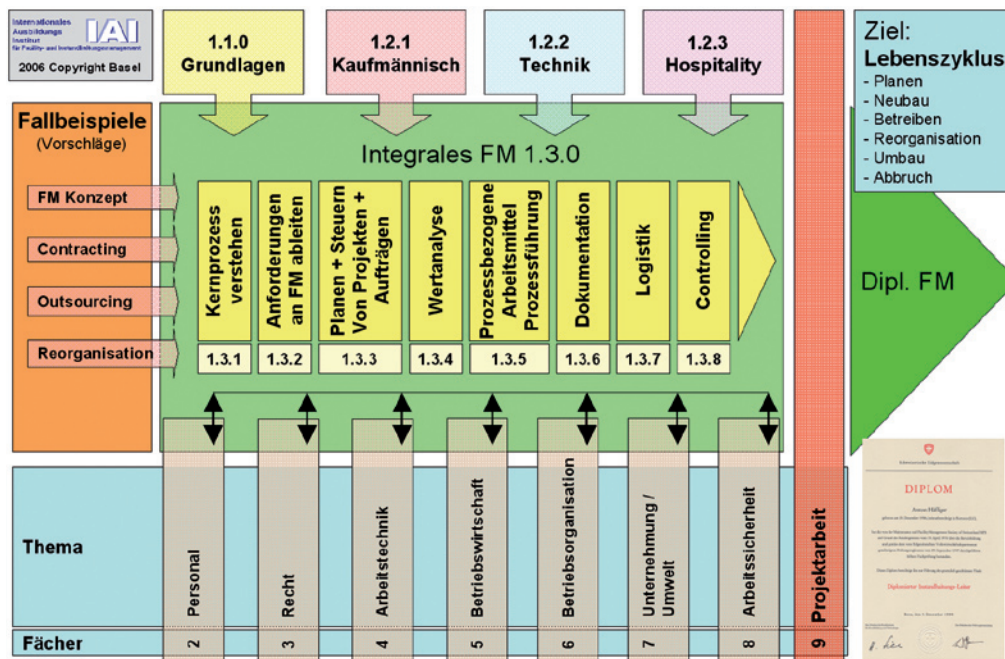 Internationales
Ausbildungs
Institut
für Facility- und Instandhaltungsmanagement
IAI
2006 Copyright Basel
1.1.0
Grundlagen
1.2.1
Kaufmännisch
1.2.2
Technik
1.2.3
Hospitality
Ziel:
Lebenszyklus
- Planen
- Neubau
- Betreiben
- Reorganisation
- Umbau
- Abbruch
Fallbeispiele
(Vorschläge)
FM Konzept
Contracting
Outsourcing
Reorganisation
Integrales FM 1.3.0
Kernprozess
verstehen
Anforderungen
an FM ableiten
Planen + Steuern
Von Projekten +
Aufträgen
Wertanalyse
Prozessbezogene
Arbeitsmittel
Prozessführung
Dokumentation
Logistik
Controlling
1.3.1
1.3.2
1.3.3
1.3.4
1.3.5
1.3.6
1.3.7
1.3.8
Dipl. FM
Thema
Personal
Recht
Arbeitstechnik
Betriebswirtschaft
Betriebsorganisation
Unternehmung /
Umwelt
Arbeitssicherheit
Projektarbeit
Fächer
2
3
4
5
6
7
8
9
DIPLOM